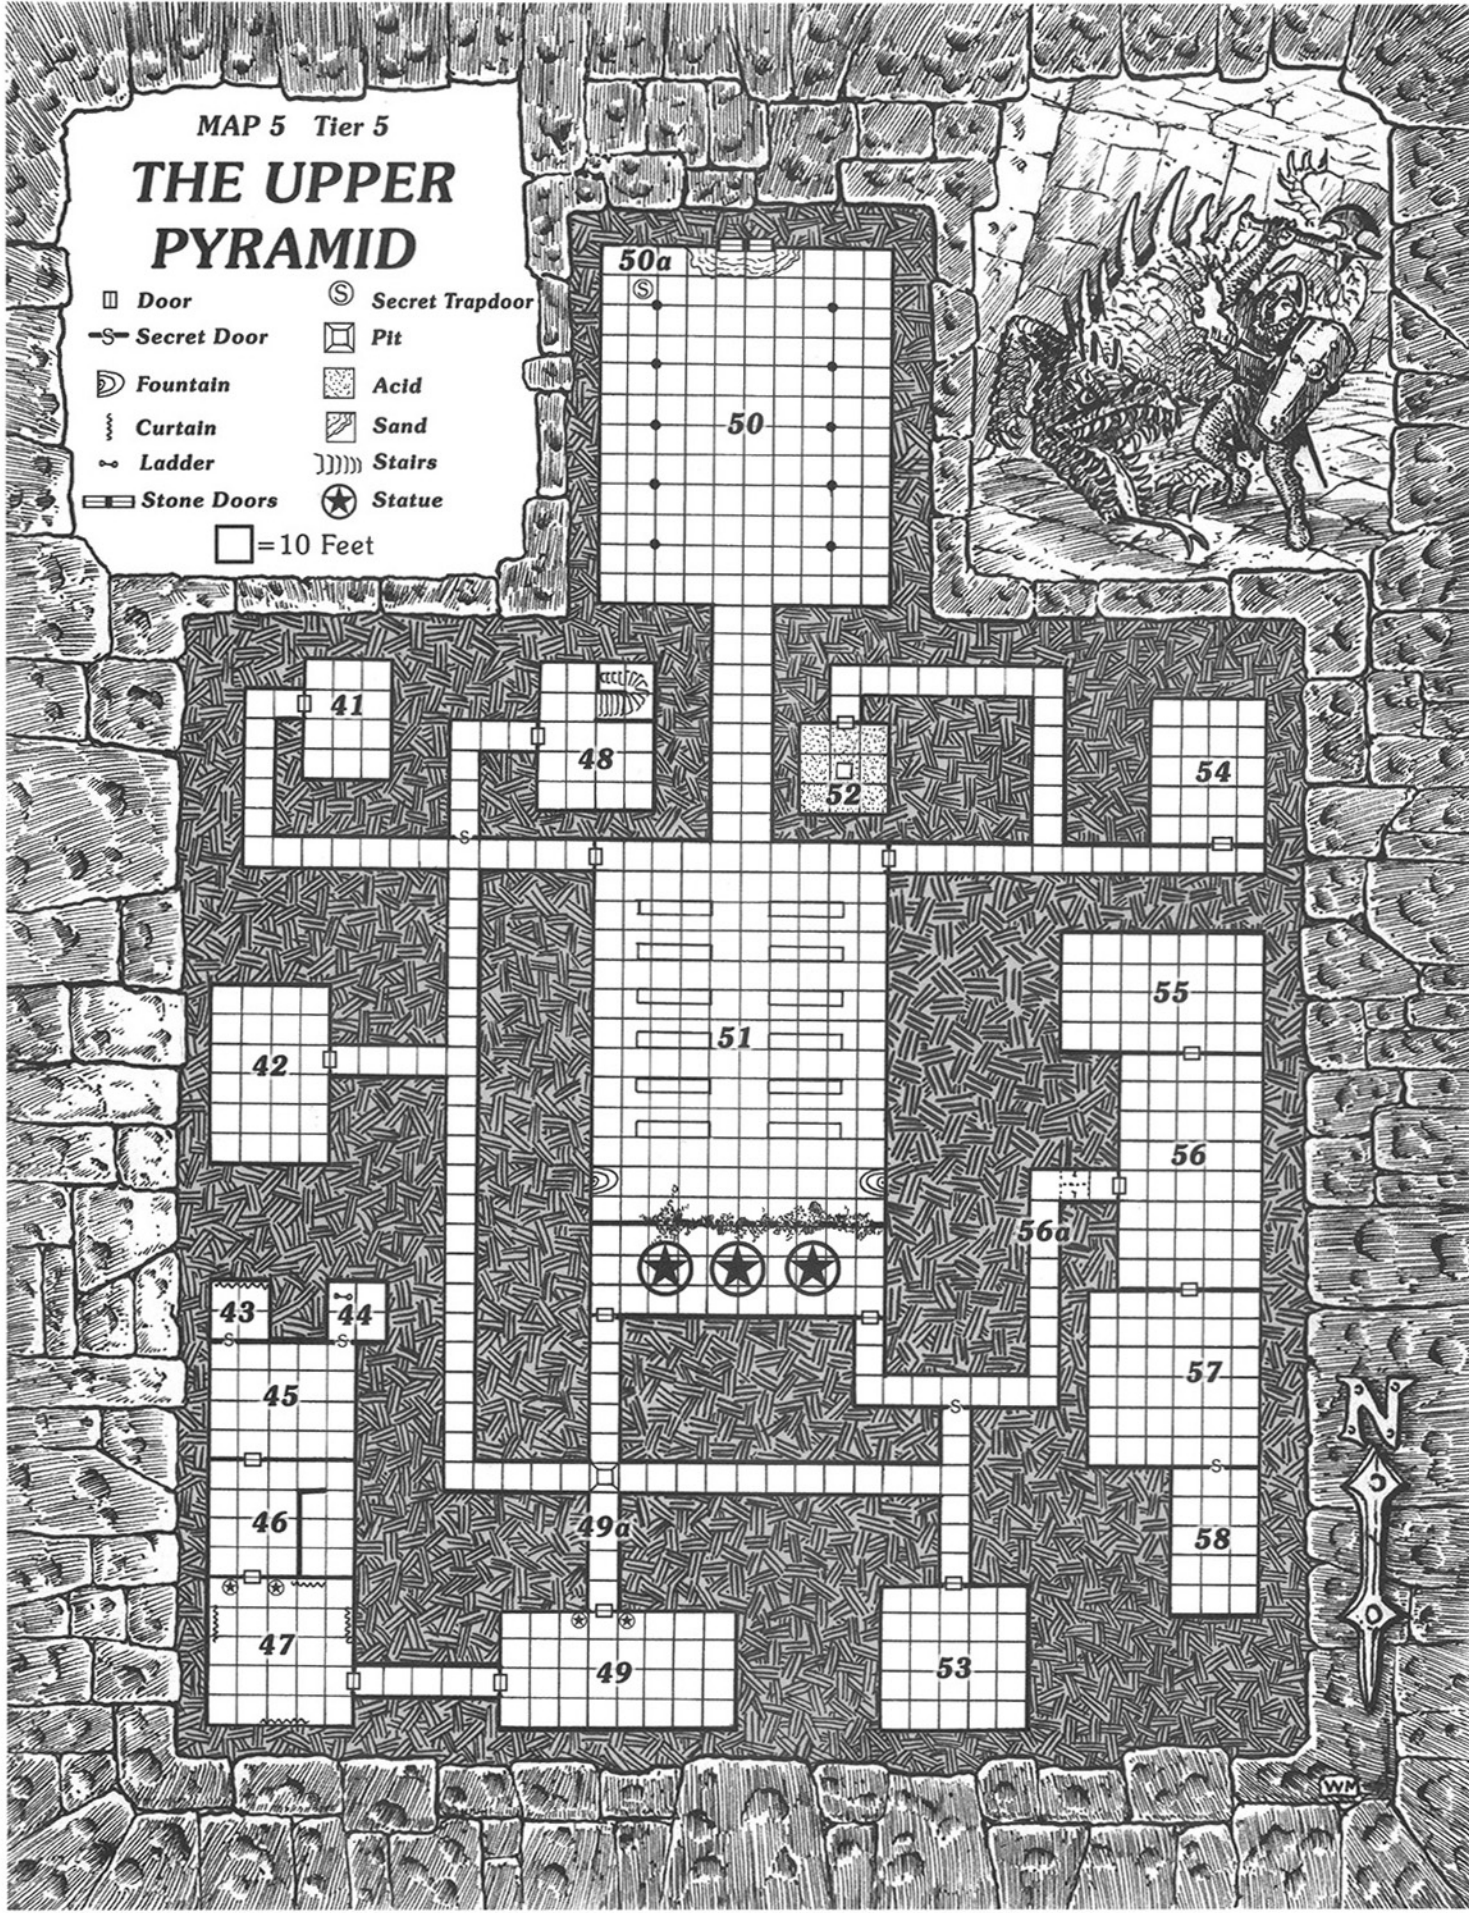 MAP 5 Tier 5
THE UPPER
PYRAMID
Door
S Secret Trapdoor
S Secret Door
Pit
Fountain
Acid
Curtain
Sand
Ladder
Stairs
Stone Doors
Statue
=10 Feet
50a
S
50
41
48
52
54
S
55
51
42
56
56a
43
44
S
S
45
57
S
N
S
46
49a
58
47
49
53
WM